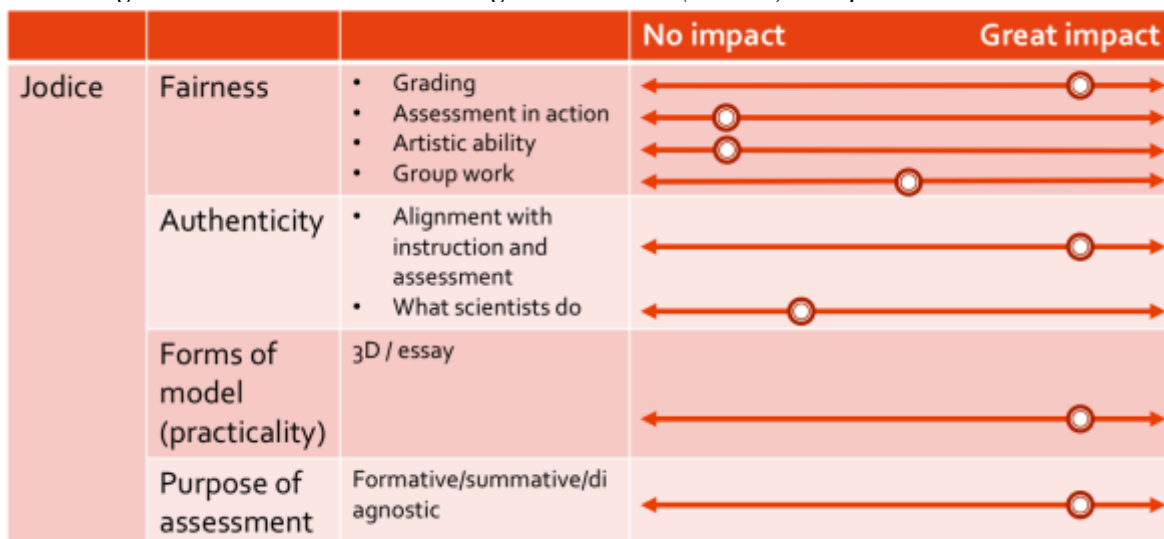 No impact Great impact
Jodice
Fairness
• Grading
• Assessment in action
• Artistic ability
• Group work
Authenticity
• Alignment with
instruction and
assessment
• What scientists do
Forms of
model
(practicality)
3D / essay
Purpose of
assessment
Formative/summative/di
agnostic